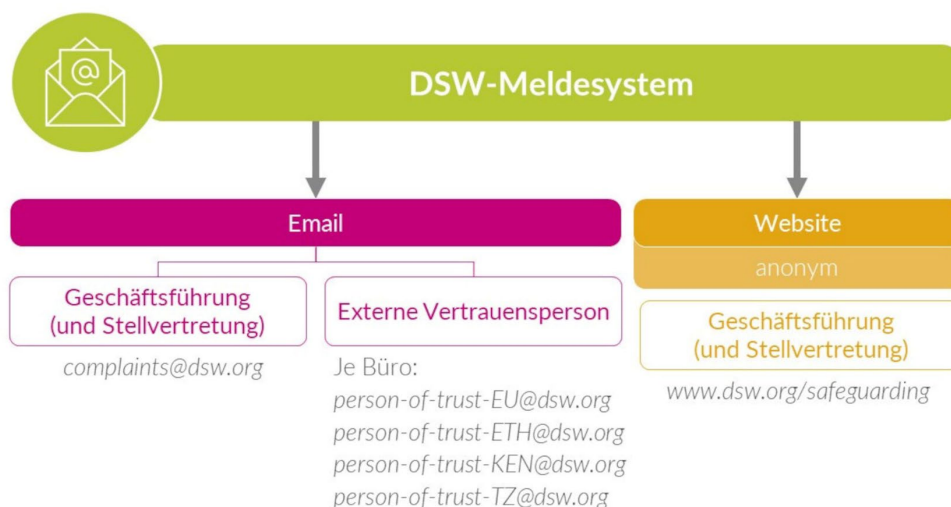 @
DSW-Meldesystem
Email
Geschäftsführung
(und Stellvertretung)
complaints@dsw.org
Externe Vertrauensperson
Je Büro:
person-of-trust-EU@dsw.org
person-of-trust-ETH@dsw.org
person-of-trust-KEN@dsw.org
person-of-trust-TZ@dsw.org
Website
anonym
Geschäftsführung
(und Stellvertretung)
www.dsw.org/safeguarding